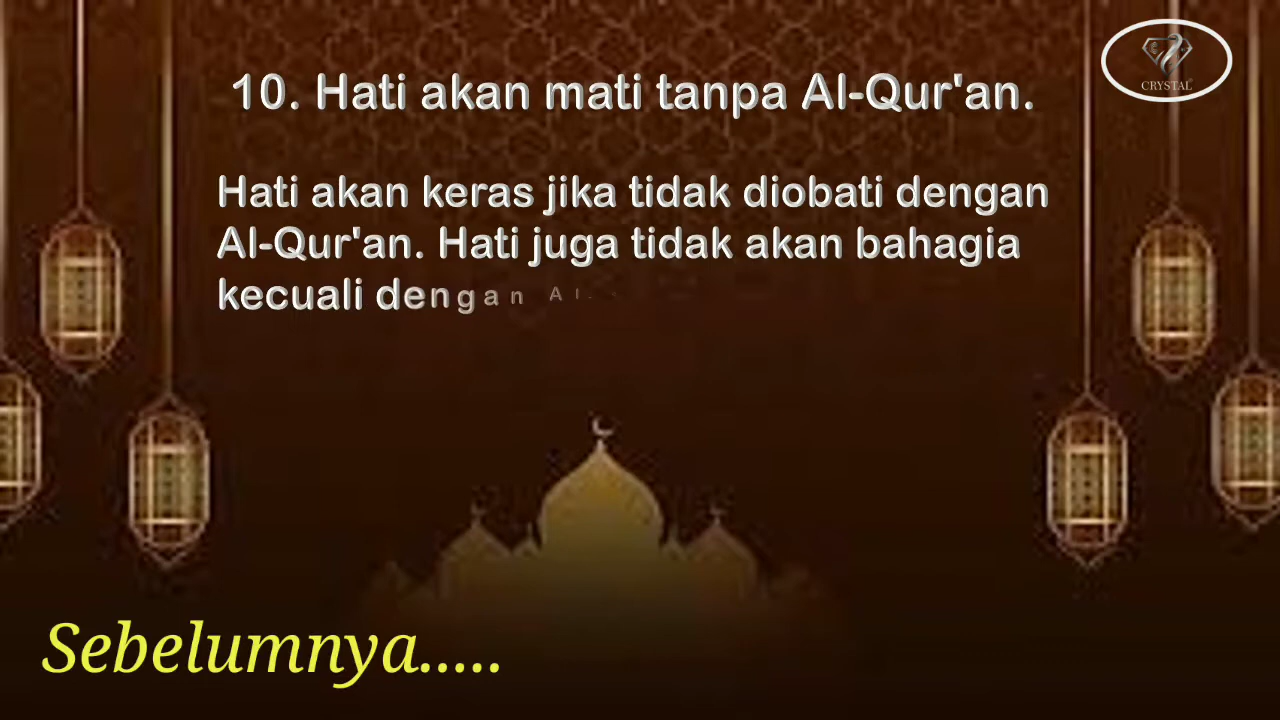 CRYSTAL
10. Hati akan mati tanpa Al-Qur'an.
Hati akan keras jika tidak diobati dengan
Al-Qur'an. Hati juga tidak akan bahagia
kecuali dengan Al-
Sebelumnya.....